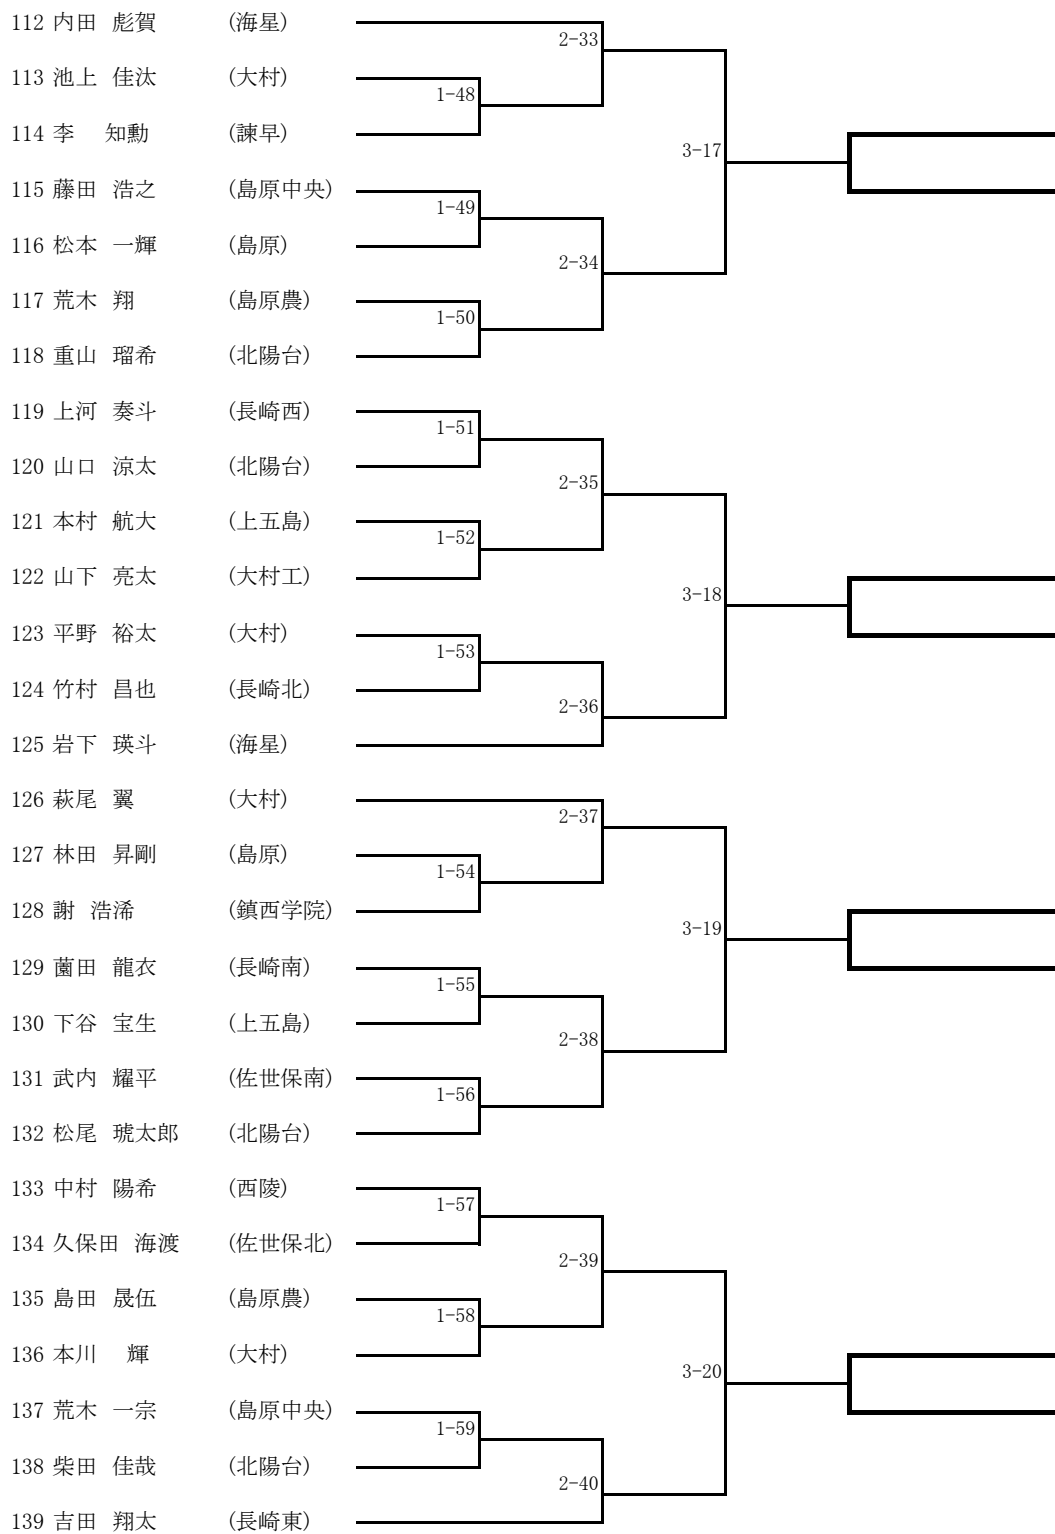 112 内田 彪賀 (海星)
2-33
113 池上 佳汰 (大村)
1-48
114 李 知勳 (諫早)
3-17
115 藤田 浩之 (島原中央)
1-49
116 松本 一輝 (島原)
2-34
117 荒木 翔 (島原農)
1-50
118 重山 瑠希 (北陽台)
119 上河 奏斗 (長崎西)
1-51
120 山口 涼太 (北陽台)
2-35
121 本村 航大 (上五島)
1-52
122 山下 亮太 (大村工)
3-18
123 平野 裕太 (大村)
1-53
124 竹村 昌也 (長崎北)
2-36
125 岩下 瑛斗 (海星)
126 萩尾 翼 (大村)
2-37
127 林田 昇剛 (島原)
1-54
128 謝 浩浠 (鎮西学院)
3-19
129 薗田 龍衣 (長崎南)
1-55
130 下谷 宝生 (上五島)
2-38
131 武内 耀平 (佐世保南)
1-56
132 松尾 琥太郎 (北陽台)
133 中村 陽希 (西陵)
1-57
134 久保田 海渡 (佐世保北)
2-39
135 島田 晟伍 (島原農)
1-58
136 本川 輝 (大村)
3-20
137 荒木 一宗 (島原中央)
1-59
138 柴田 佳哉 (北陽台)
2-40
139 吉田 翔太 (長崎東)